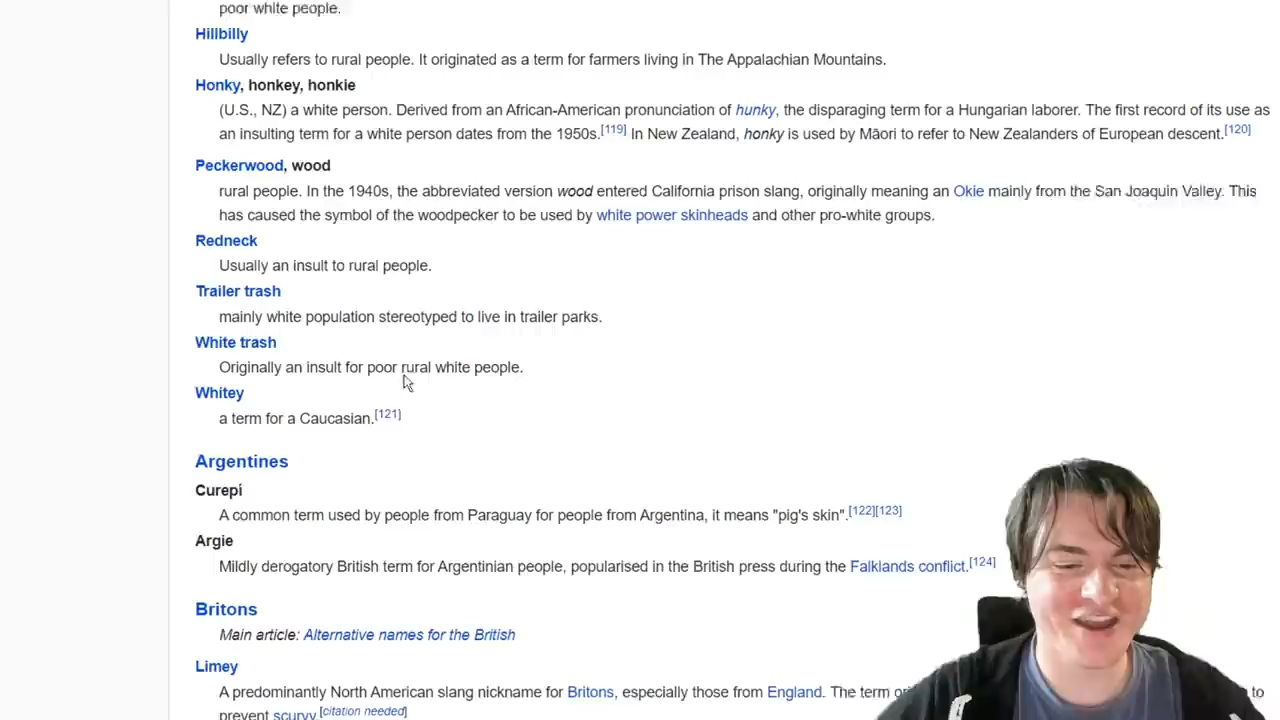 poor white people.
Hillbilly
Usually refers to rural people. It originated as a term for farmers living in The Appalachian Mountains.
Honky, honkey, honkie
(U.S., NZ) a white person. Derived from an African-American pronunciation of hunky, the disparaging term for a Hungarian laborer. The first record of its use as
an insulting term for a white person dates from the 1950s.[119] In New Zealand, honky is used by Māori to refer to New Zealanders of European descent.[120]
Peckerwood, wood
rural people. In the 1940s, the abbreviated version wood entered California prison slang, originally meaning an Okie mainly from the San Joaquin Valley. This
has caused the symbol of the woodpecker to be used by white power skinheads and other pro-white groups.
Redneck
Usually an insult to rural people.
Trailer trash
mainly white population stereotyped to live in trailer parks.
White trash
Originally an insult for poor rural white people.
Whitey
a term for a Caucasian.[121]
Argentines
Curepí
A common term used by people from Paraguay for people from Argentina, it means "pig's skin".[122][123]
Argie
Mildly derogatory British term for Argentinian people, popularised in the British press during the Falklands conflict.[124]
Britons
Main article: Alternative names for the British
Limey
A predominantly North American slang nickname for Britons, especially those from England. The term to
prevent scurvy.[citation needed]